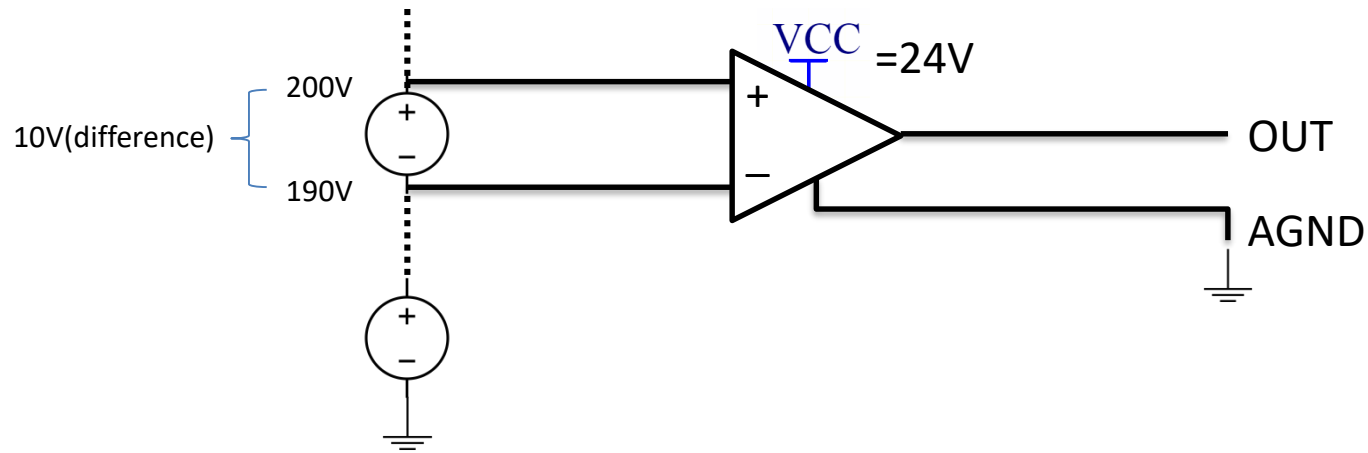 VCC =24V
200V
+
+
10V(difference)
−
OUT
190V
−
AGND
+
−